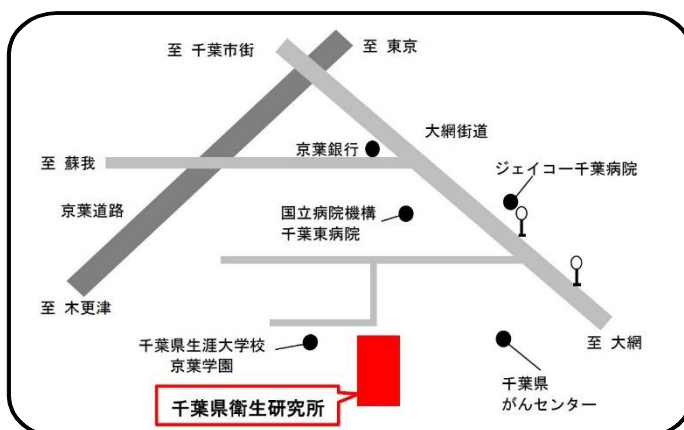 至 千葉市街
至 東京
大網街道
京葉銀行
至 蘇我
ジェイコー千葉病院
京葉道路
国立病院機構
千葉東病院
至 木更津
千葉県生涯大学校
京葉学園
至 大網
千葉県
がんセンター
千葉県衛生研究所